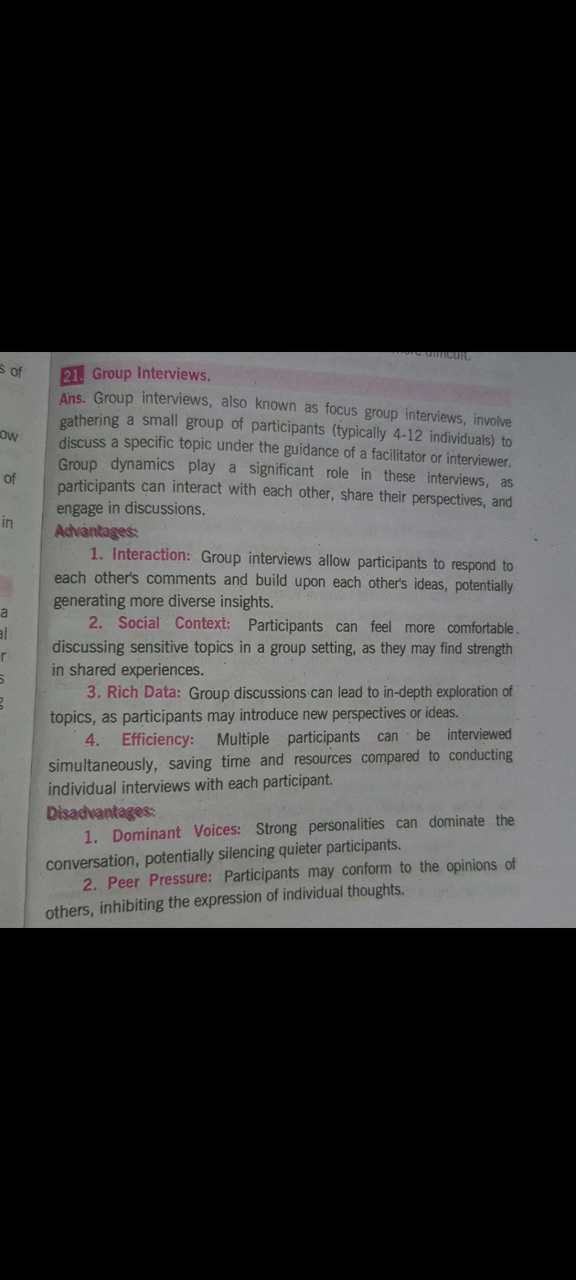 difficult.
s of
21. Group Interviews.
Ans. Group interviews, also known as focus group interviews, involve
gathering a small group of participants (typically 4-12 individuals) to
ow
discuss a specific topic under the guidance of a facilitator or interviewer.
Group dynamics play a significant role in these interviews, as
of
participants can interact with each other, share their perspectives, and
engage in discussions.
in
Advantages:
1. Interaction: Group interviews allow participants to respond to
each other's comments and build upon each other's ideas, potentially
generating more diverse insights.
a
2. Social Context: Participants can feel more comfortable.
al
discussing sensitive topics in a group setting, as they may find strength
r
in shared experiences.
s
3. Rich Data: Group discussions can lead to in-depth exploration of
topics, as participants may introduce new perspectives or ideas.
4. Efficiency: Multiple participants can be interviewed
simultaneously, saving time and resources compared to conducting
individual interviews with each participant.
Disadvantages:
1. Dominant Voices: Strong personalities can dominate the
conversation, potentially silencing quieter participants.
2. Peer Pressure: Participants may conform to the opinions of
others, inhibiting the expression of individual thoughts.